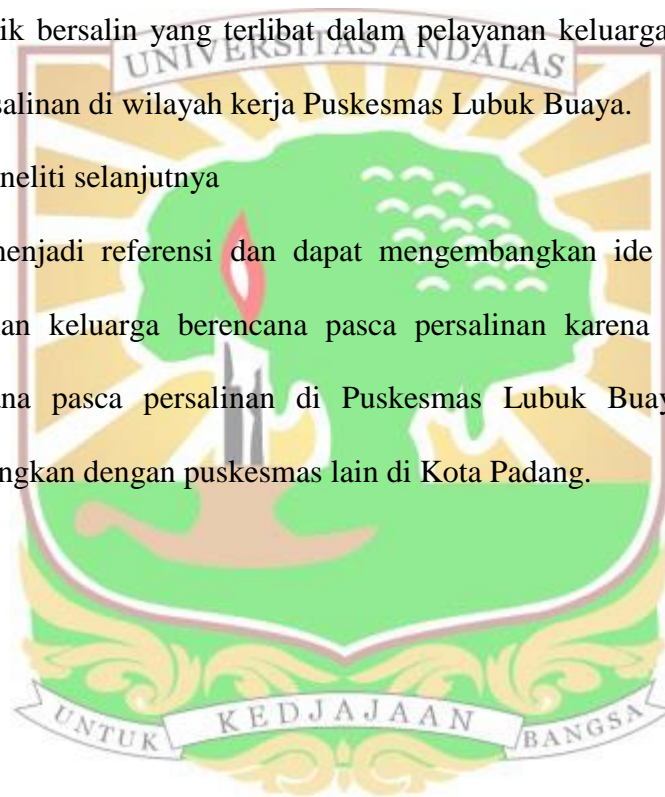 ik bersalin yang terlibat dalam pelayanan keluarga
UNIVERSITAS ANDALAS
salinan di wilayah kerja Puskesmas Lubuk Buaya.
neliti selanjutnya
menjadi referensi dan dapat mengembangkan ide
an keluarga berencana pasca persalinan karena
na pasca persalinan di Puskesmas Lubuk Buay
ngkan dengan puskesmas lain di Kota Padang.
UNTUK KEDJAJAAN BANGSA